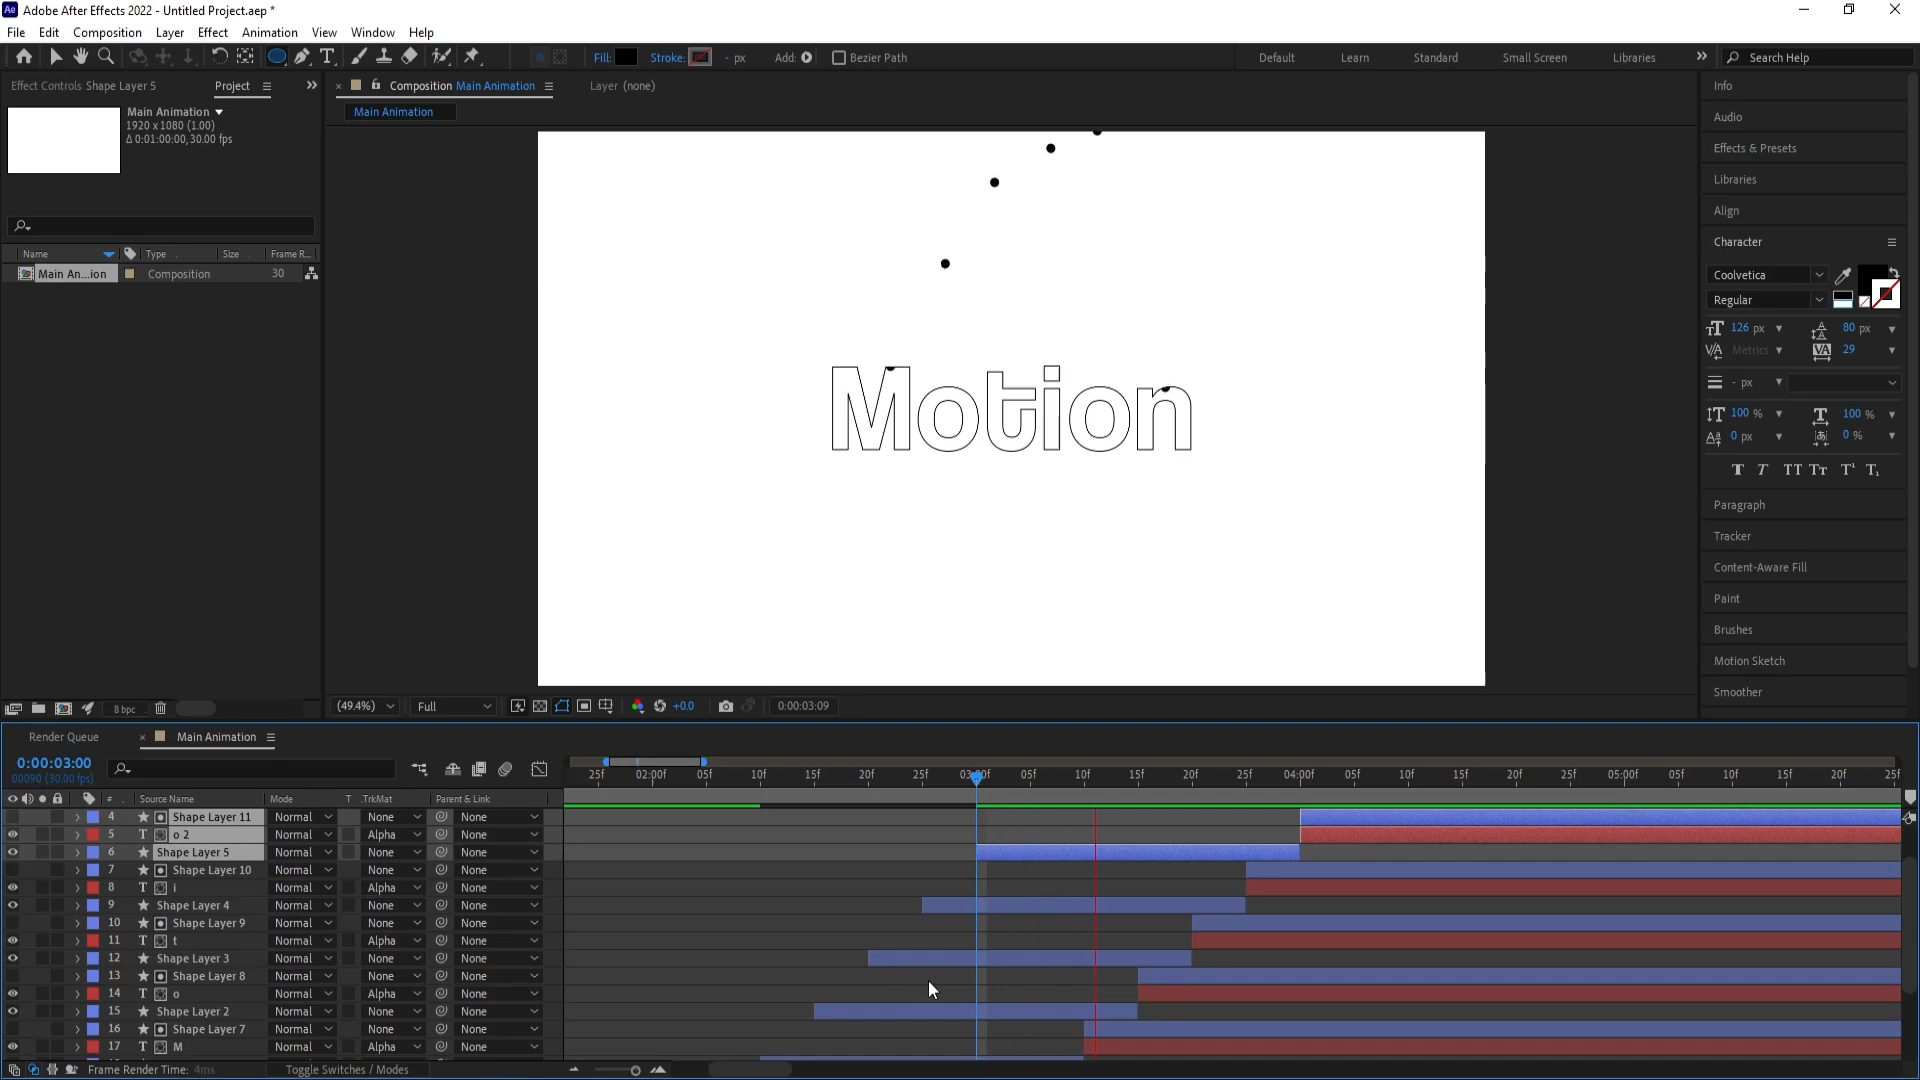 Adobe After Effects 2022 - Untitled Project.aep *
File Edit Composition Layer Effect Animation View Window Help
Fill: Stroke: - px Add: Bezier Path Default Learn Standard Small Screen Libraries Search Help
Effect Controls Shape Layer 5 Project
Main Animation
1920 x 1080 (1.00)
Δ 0:01:00:00, 30.00 fps
Name Type Size Frame R...
Main An...ion Composition 30
8 bpc
Composition Main Animation Layer (none)
Main Animation
Motion
(49.4%) Full +0.0 0:00:03:09
Info
Audio
Effects & Presets
Libraries
Align
Character
Coolvetica
Regular
126 px 80 px
Metrics 29
- px
100 % 100 %
0 px 0 %
T T TT Tt T¹ T₁
Paragraph
Tracker
Content-Aware Fill
Paint
Brushes
Motion Sketch
Smoother
Render Queue Main Animation
0:00:03:00
00090 (30.00 fps)
25f 02:00f 05f 10f 15f 20f 25f 03:00f 05f 10f 15f 20f 25f 04:00f 05f 10f 15f 20f 25f 05:00f 05f 10f 15f 20f 25f
# Source Name Mode T .TrkMat Parent & Link
4 Shape Layer 11 Normal None None
5 T o 2 Normal Alpha None
6 Shape Layer 5 Normal None None
7 Shape Layer 10 Normal None None
8 T i Normal Alpha None
9 Shape Layer 4 Normal None None
10 Shape Layer 9 Normal None None
11 T t Normal Alpha None
12 Shape Layer 3 Normal None None
13 Shape Layer 8 Normal None None
14 T o Normal Alpha None
15 Shape Layer 2 Normal None None
16 Shape Layer 7 Normal None None
17 T M Normal Alpha None
Frame Render Time: 4ms Toggle Switches / Modes